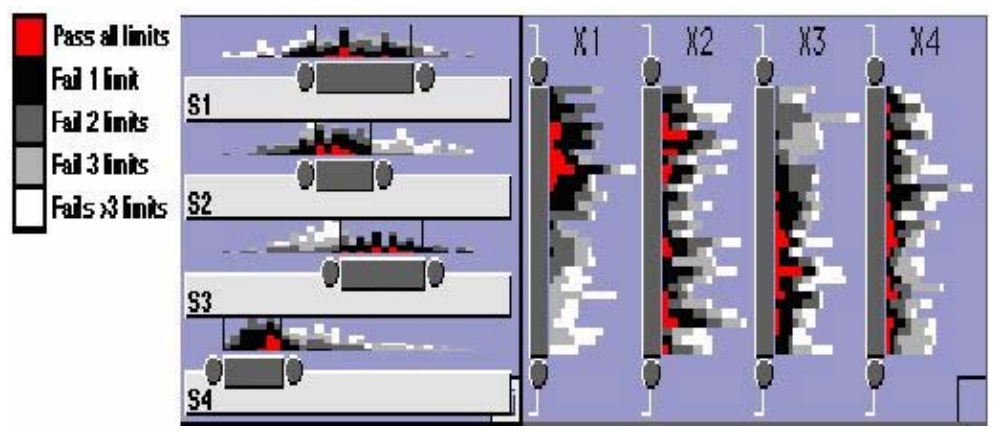 Pass all limits
Fail 1 limit
Fail 2 limits
Fail 3 limits
Fails >3 limits
S1
S2
S3
S4
X1 X2 X3 X4